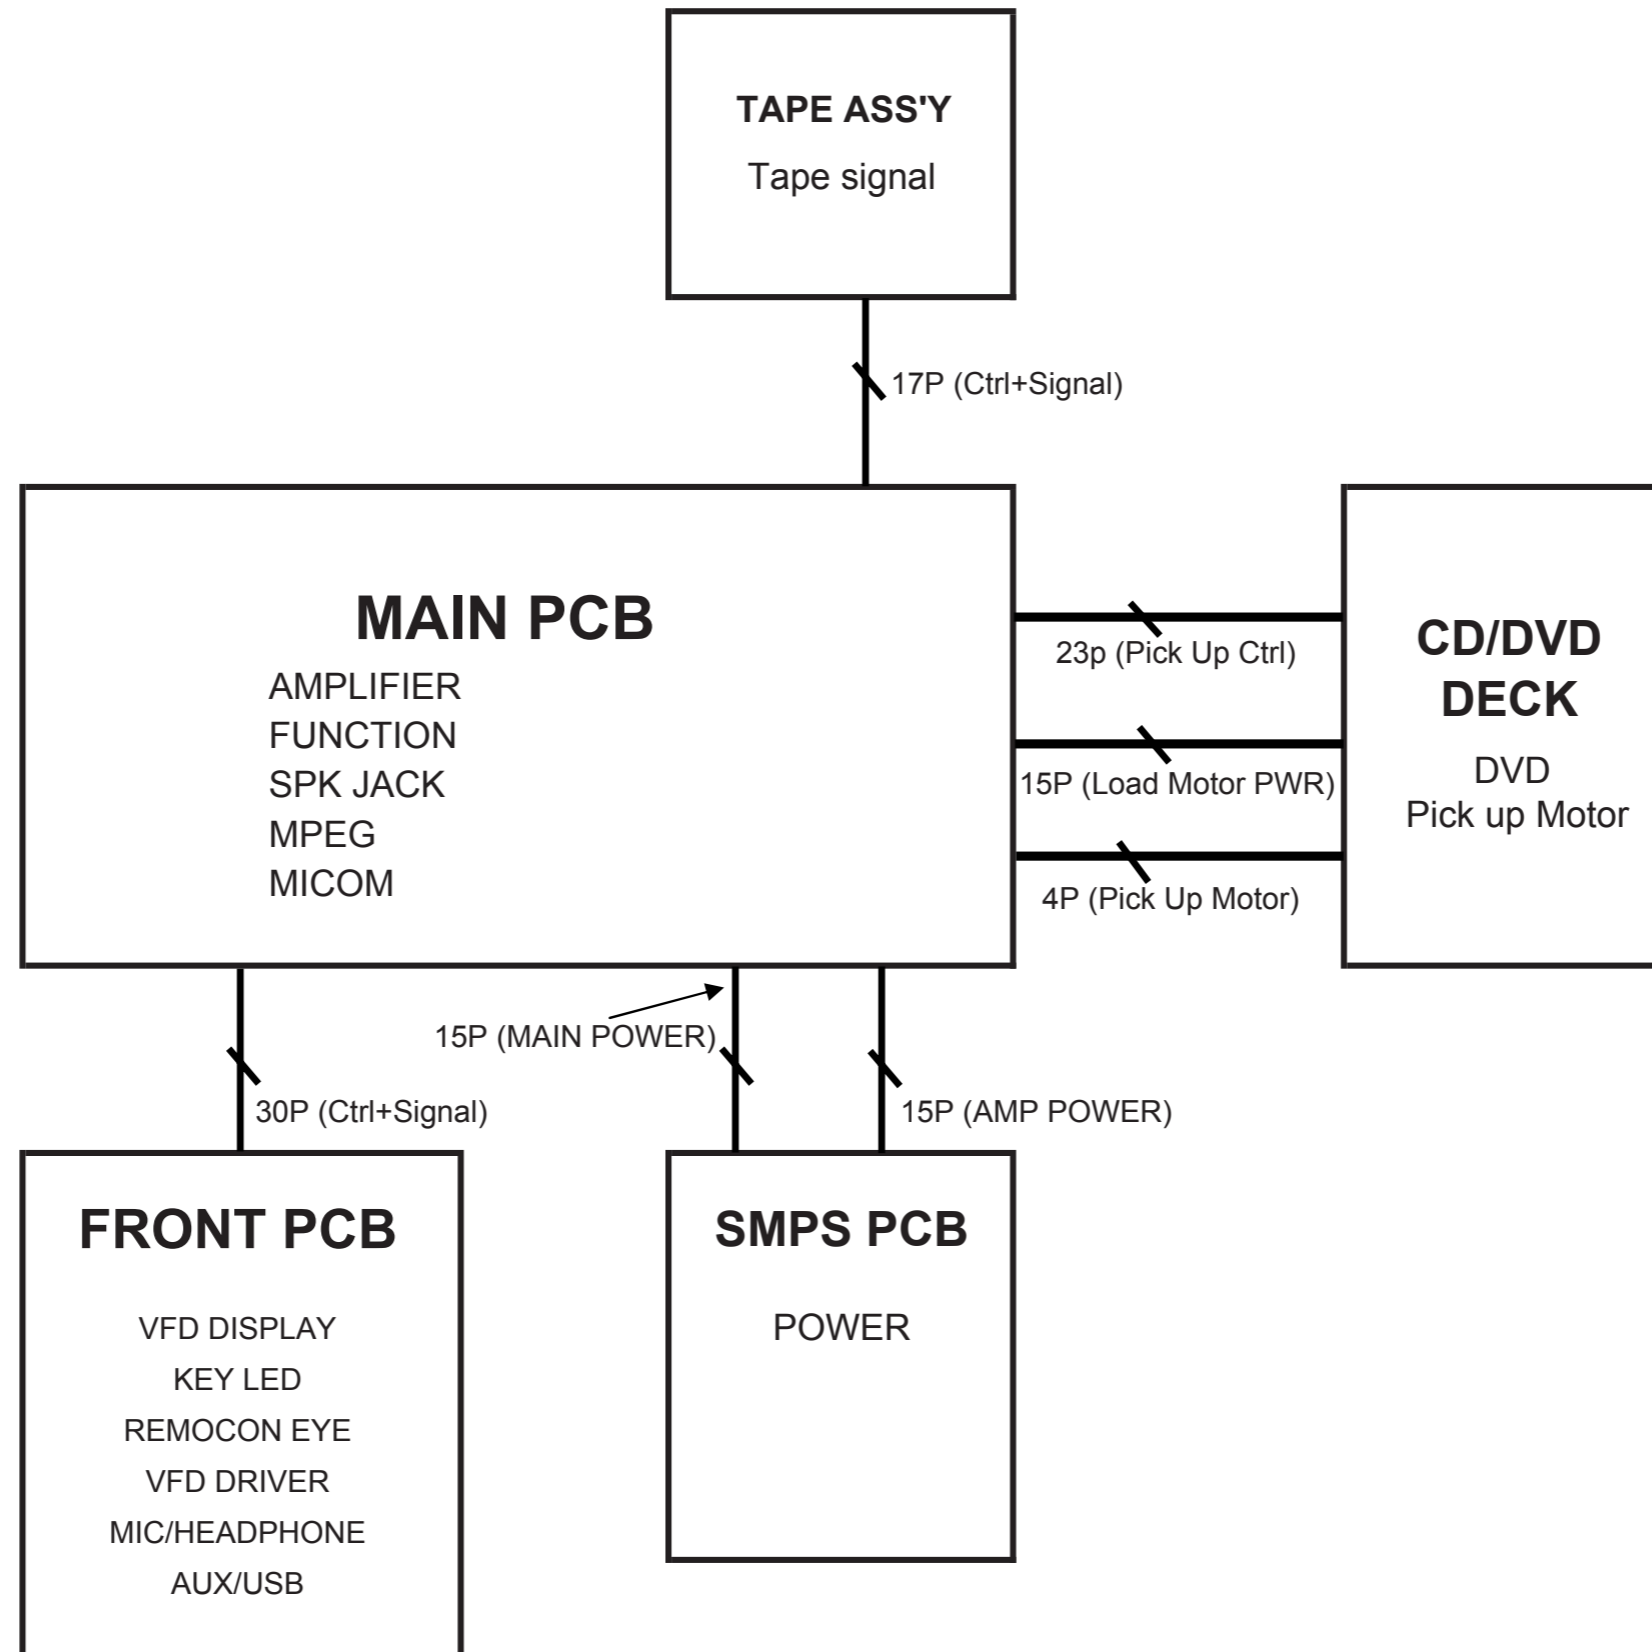 TAPE ASS'Y
Tape signal
17P (Ctrl+Signal)
MAIN PCB
AMPLIFIER
FUNCTION
SPK JACK
MPEG
MICOM
23p (Pick Up Ctrl)
15P (Load Motor PWR)
4P (Pick Up Motor)
CD/DVD
DECK
DVD
Pick up Motor
15P (MAIN POWER)
30P (Ctrl+Signal)
15P (AMP POWER)
FRONT PCB
VFD DISPLAY
KEY LED
REMOCON EYE
VFD DRIVER
MIC/HEADPHONE
AUX/USB
SMPS PCB
POWER